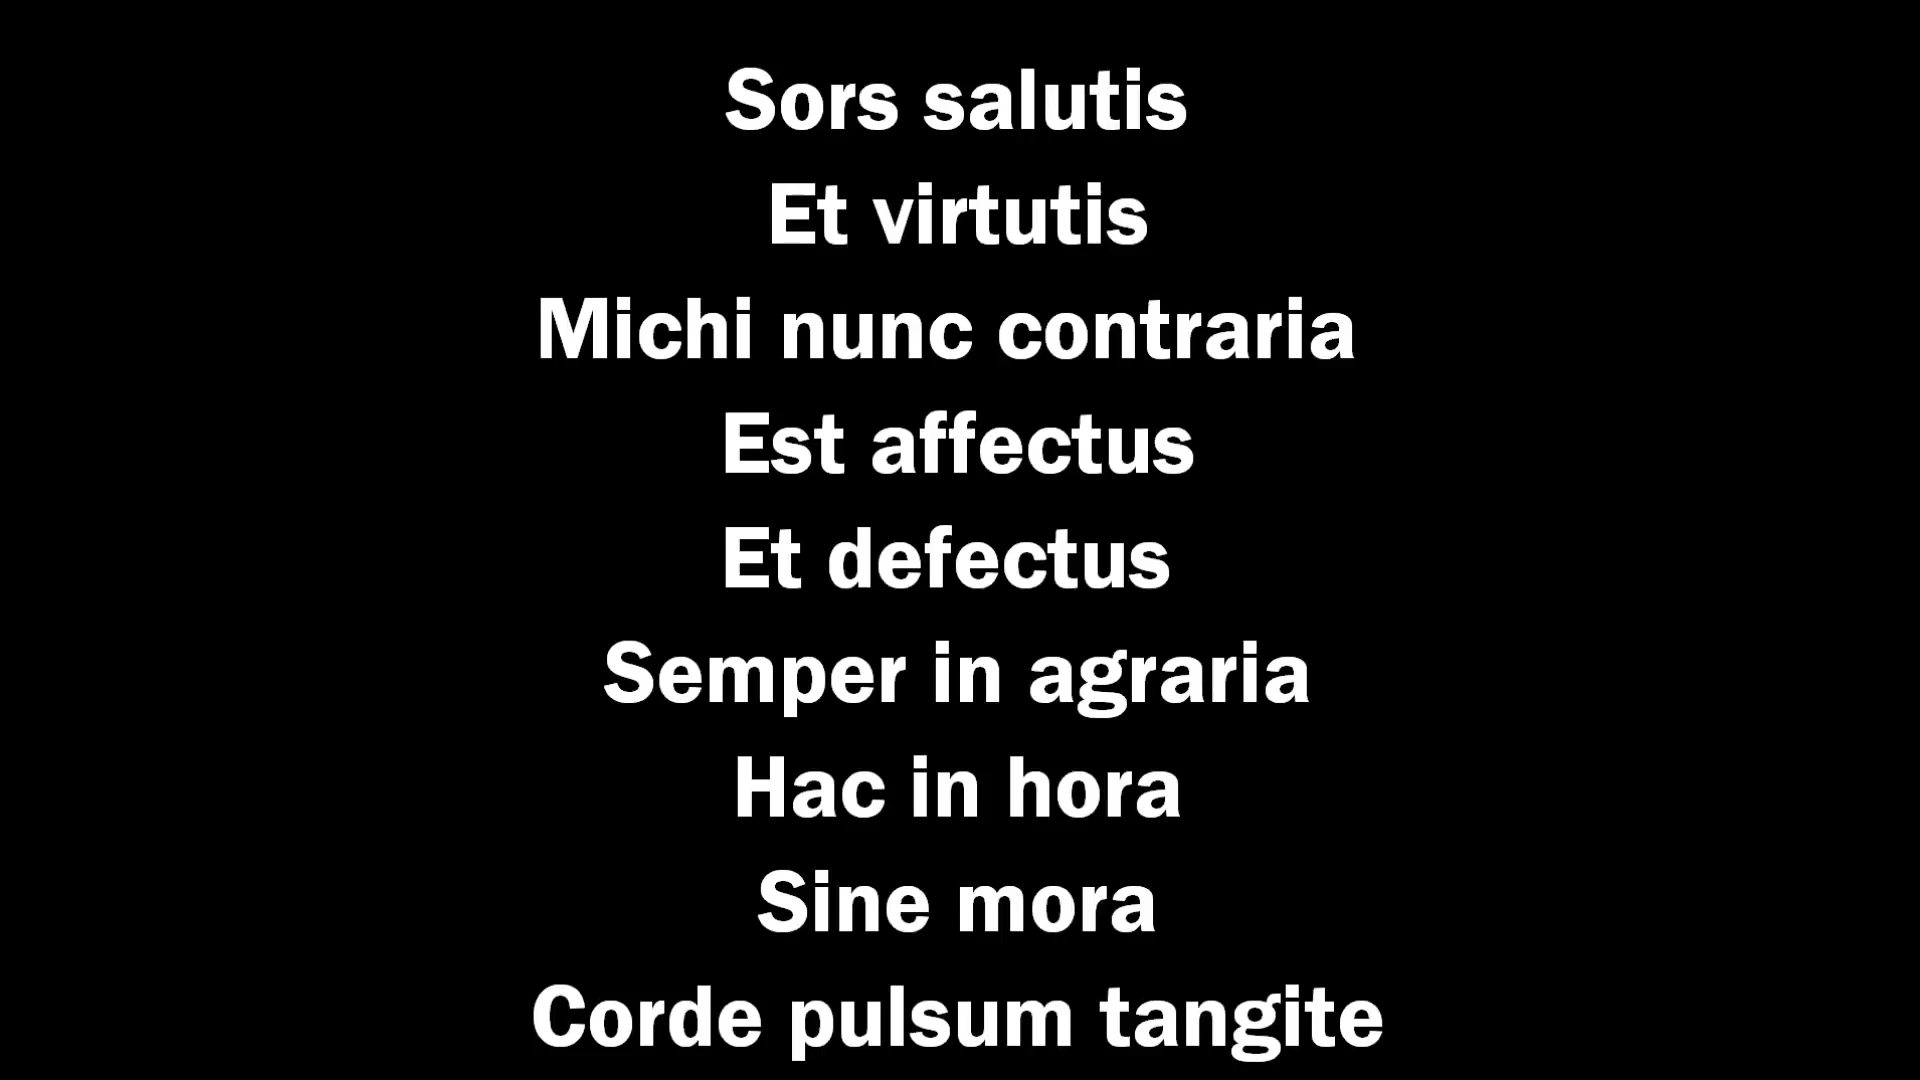 Sors salutis
Et virtutis
Michi nunc contraria
Est affectus
Et defectus
Semper in agraria
Hac in hora
Sine mora
Corde pulsum tangite